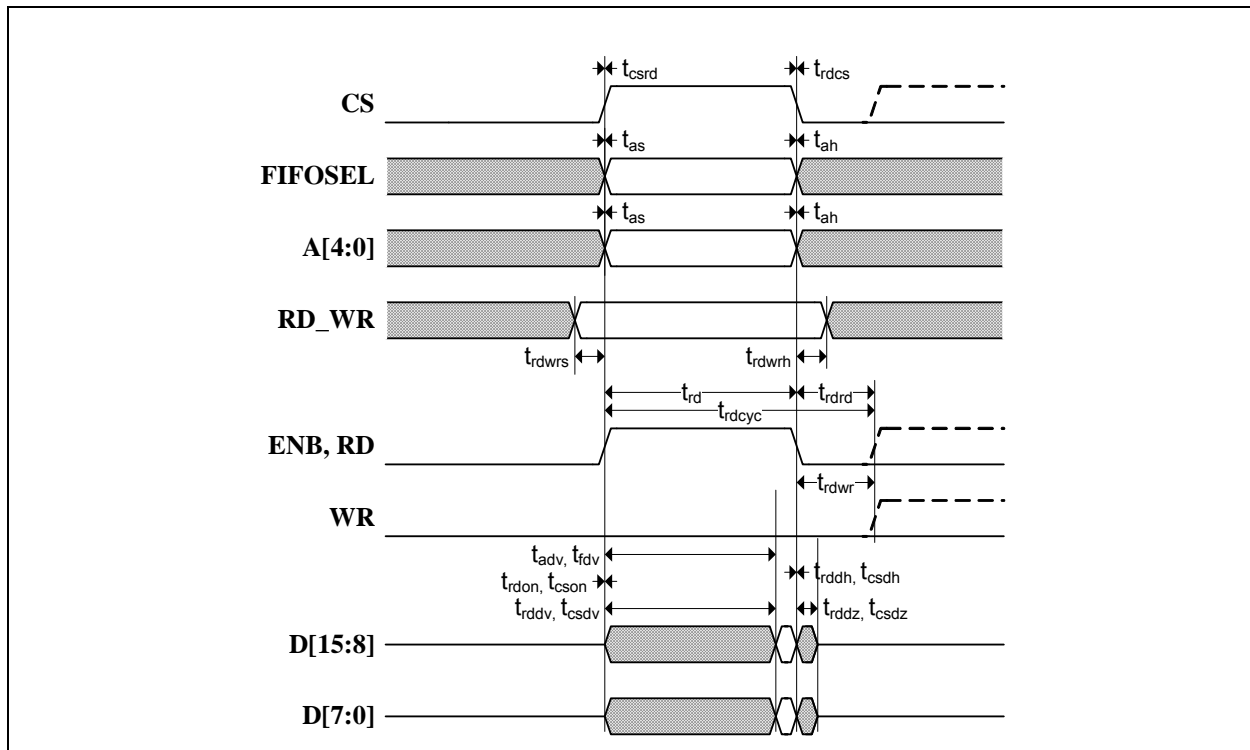 t_csrd t_rdcs
CS
t_as t_ah
FIFOSEL
t_as t_ah
A[4:0]
RD_WR
t_rdwrs t_rdwrh
t_rd t_rdrd
t_rdcyc
ENB, RD
t_rdwr
WR
t_adv, t_fdv
t_rdon, t_cson t_rddh, t_csdh
t_rddv, t_csdv t_rddz, t_csdz
D[15:8]
D[7:0]